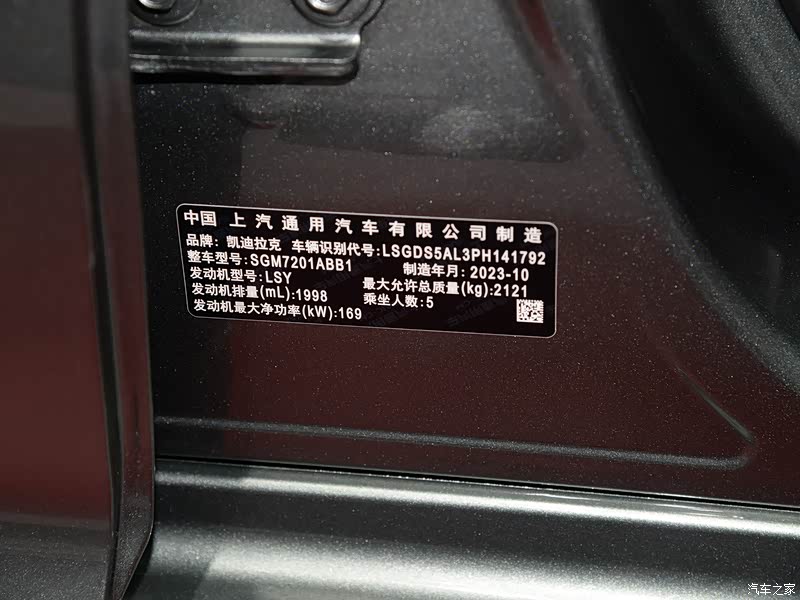 中国 上汽通用汽车有限公司制造
品牌: 凯迪拉克 车辆识别代号:LSGDS5AL3PH141792
整车型号:SGM7201ABB1 制造年月:2023-10
发动机型号:LSY 最大允许总质量(kg):2121
发动机排量(mL):1998 乘坐人数:5
发动机最大净功率(kW):169
汽车之家